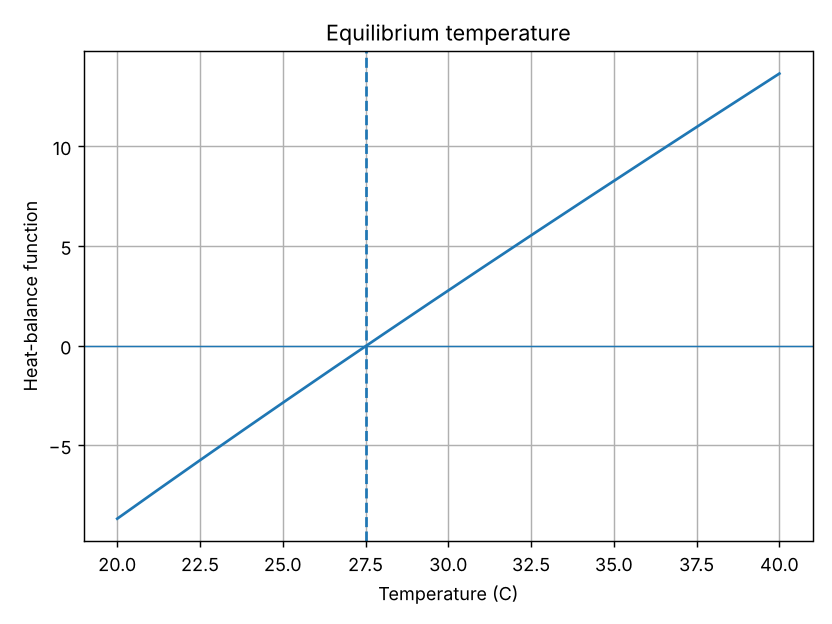 Equilibrium temperature
Heat-balance function
10
5
0
−5
20.0 22.5 25.0 27.5 30.0 32.5 35.0 37.5 40.0
Temperature (C)